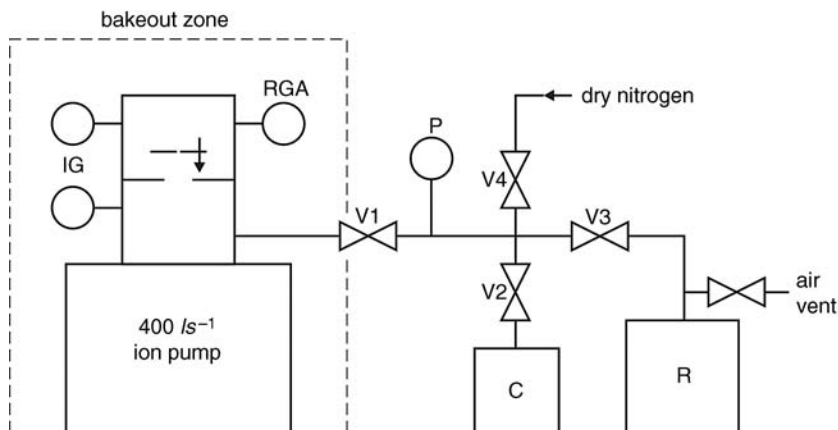 bakeout zone
RGA
IG
P
dry nitrogen
V4
V1
V3
V2
air
vent
400 ls⁻¹
ion pump
C
R